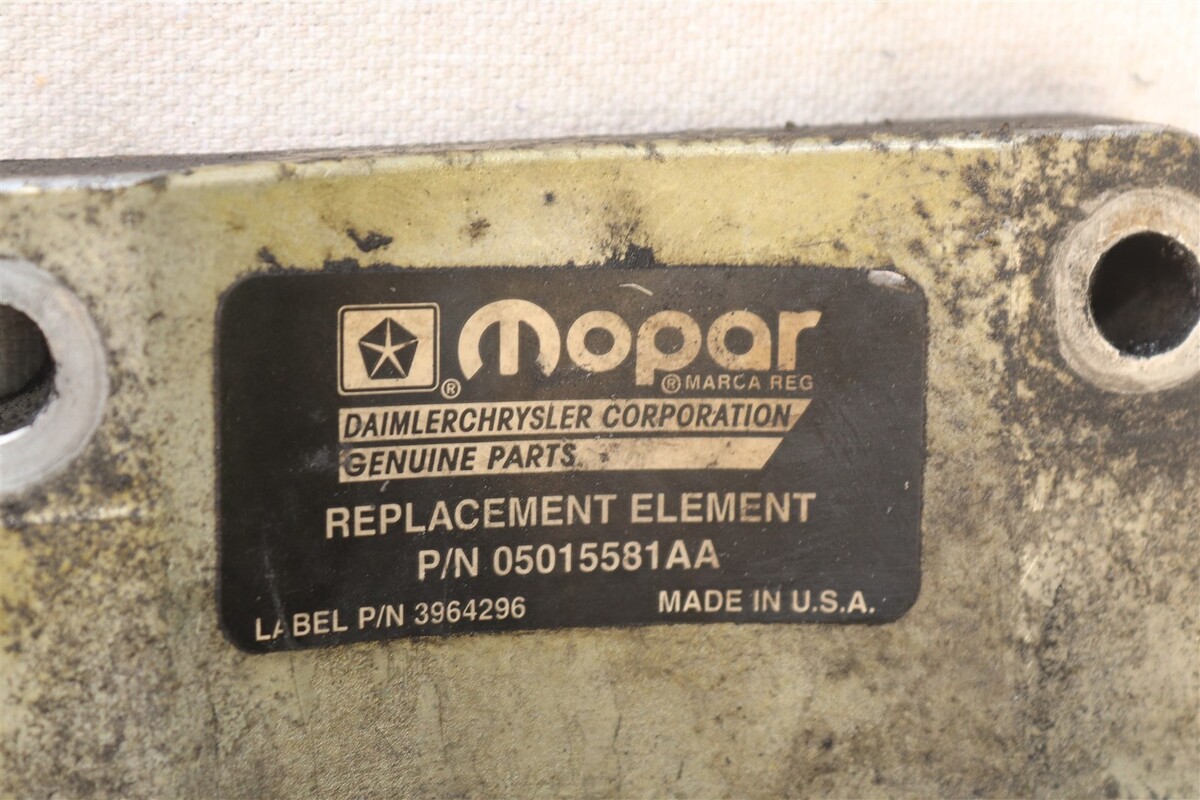 mopar
® ® MARCA REG
DAIMLERCHRYSLER CORPORATION
GENUINE PARTS
REPLACEMENT ELEMENT
P/N 05015581AA
LABEL P/N 3964296 MADE IN U.S.A.